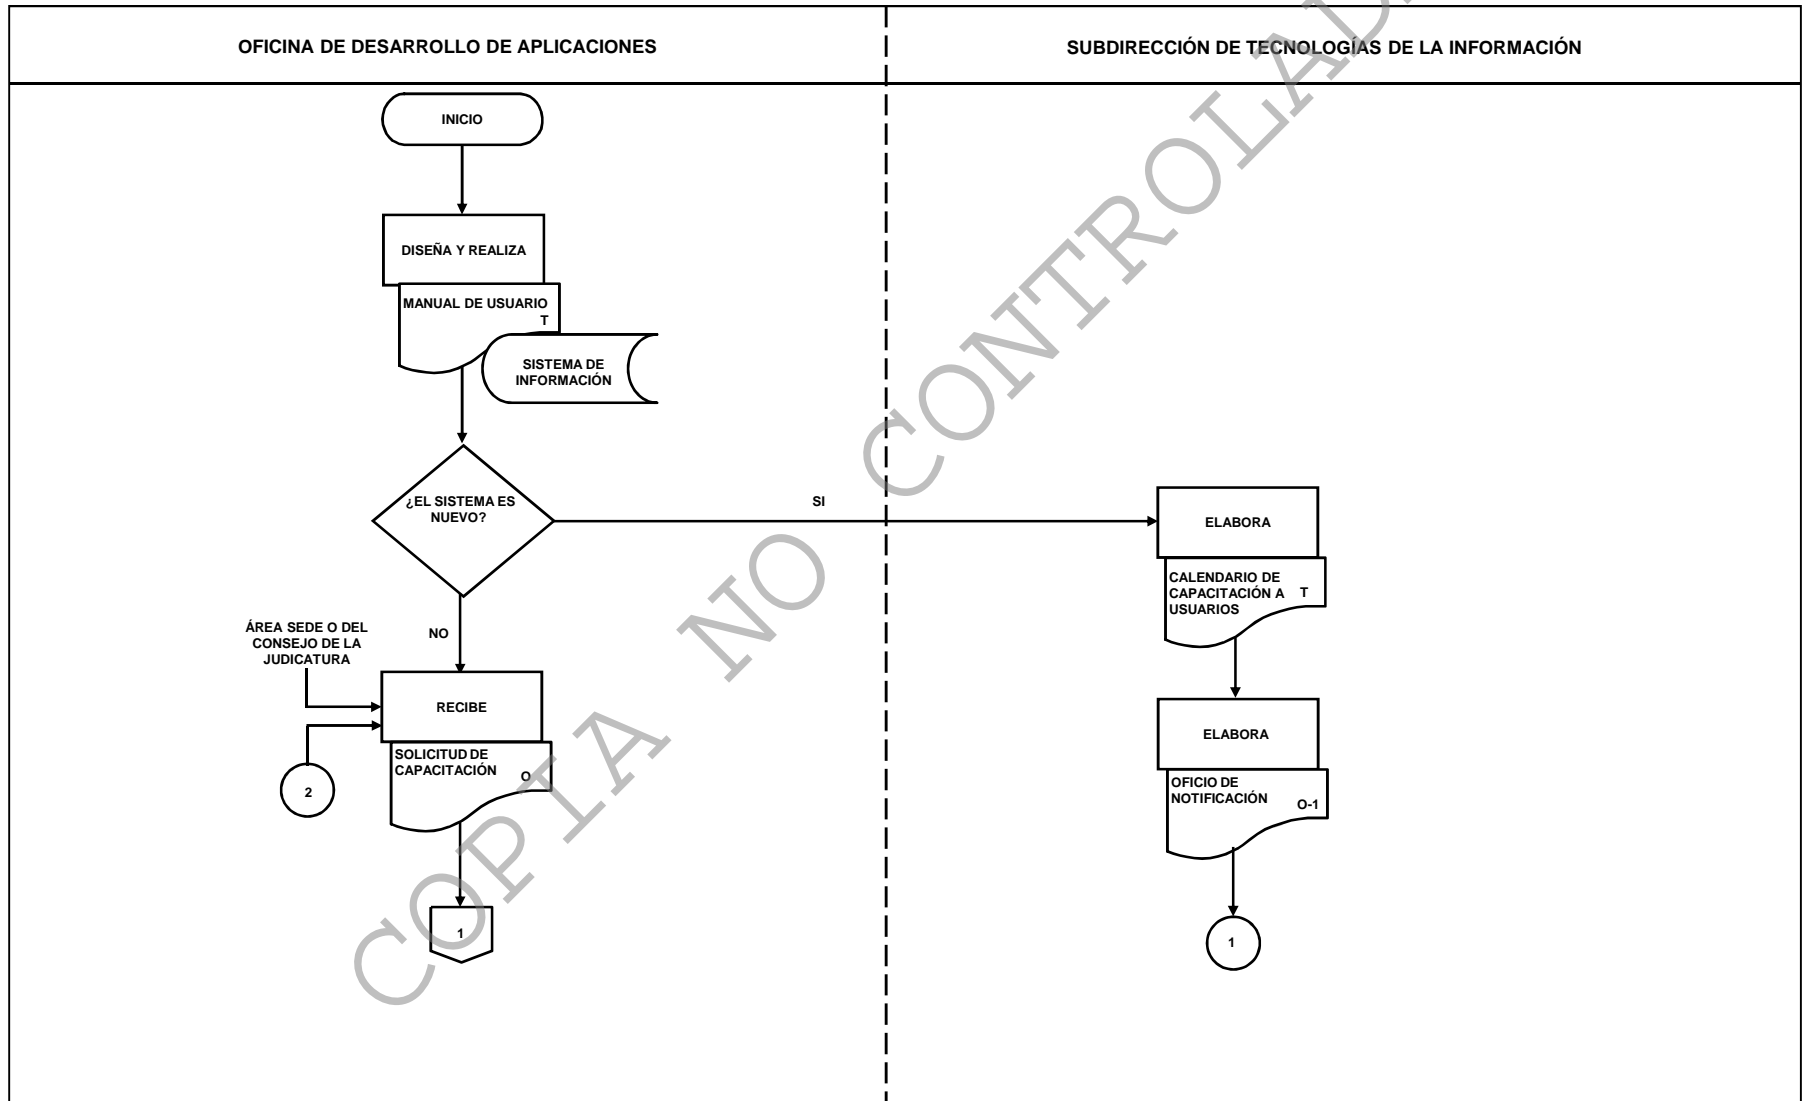 OFICINA DE DESARROLLO DE APLICACIONES
SUBDIRECCIÓN DE TECNOLOGÍAS DE LA INFORMACIÓN
INICIO
DISEÑA Y REALIZA
MANUAL DE USUARIO
T
SISTEMA DE
INFORMACIÓN
¿EL SISTEMA ES
NUEVO?
SI
NO
ÁREA SEDE O DEL
CONSEJO DE LA
JUDICATURA
RECIBE
SOLICITUD DE
CAPACITACIÓN O
2
1
ELABORA
CALENDARIO DE
CAPACITACIÓN A T
USUARIOS
ELABORA
OFICIO DE
NOTIFICACIÓN O-1
1
COPIA NO CONTROLAD